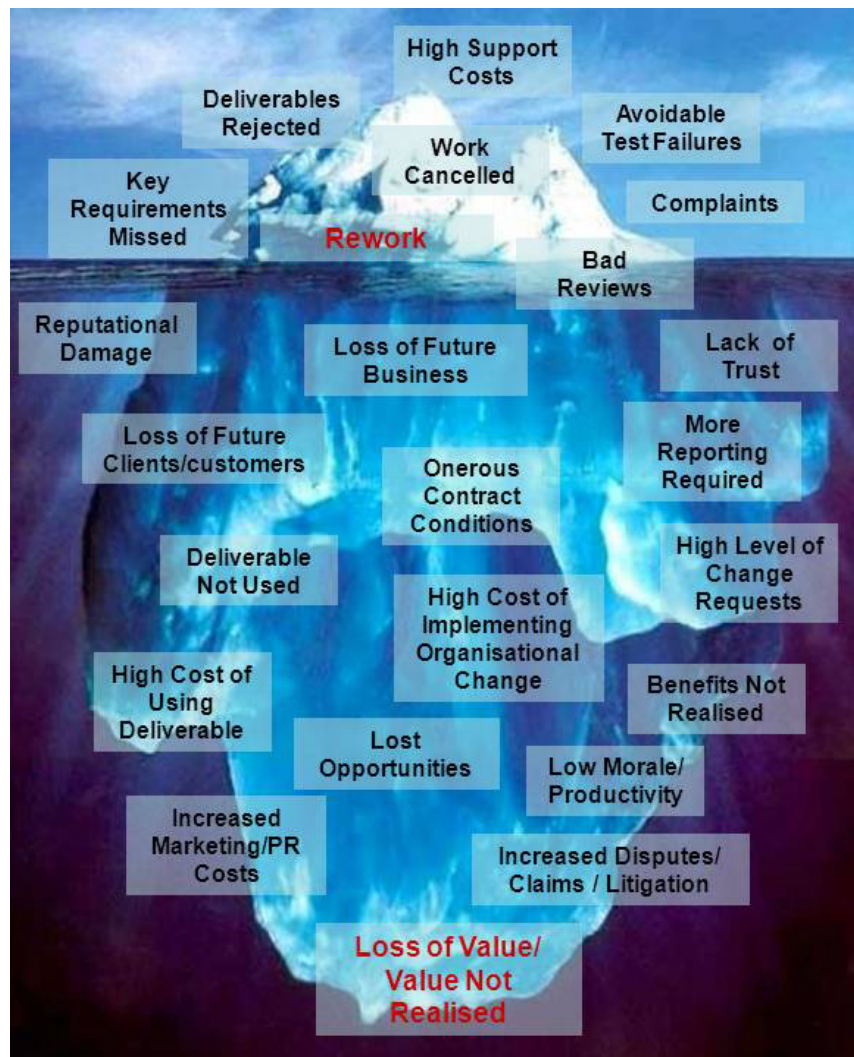 High Support
Costs
Deliverables
Rejected
Avoidable
Test Failures
Work
Cancelled
Key
Requirements
Missed
Complaints
Rework
Bad
Reviews
Reputational
Damage
Loss of Future
Business
Lack of
Trust
Loss of Future
Clients/customers
More
Reporting
Required
Onerous
Contract
Conditions
Deliverable
Not Used
High Level of
Change
Requests
High Cost of
Implementing
Organisational
Change
High Cost of
Using
Deliverable
Benefits Not
Realised
Lost
Opportunities
Low Morale/
Productivity
Increased
Marketing/PR
Costs
Increased Disputes/
Claims / Litigation
Loss of Value/
Value Not
Realised